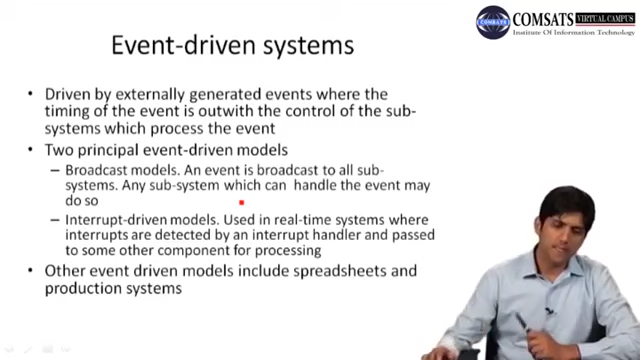 COMSATS VIRTUAL CAMPUS
COMSATS
Institute Of Information Technology
Event-driven systems
• Driven by externally generated events where the
timing of the event is outwith the control of the sub-
systems which process the event
• Two principal event-driven models
– Broadcast models. An event is broadcast to all sub-
systems. Any sub-system which can handle the event may
do so
– Interrupt-driven models. Used in real-time systems where
interrupts are detected by an interrupt handler and passed
to some other component for processing
• Other event driven models include spreadsheets and
production systems